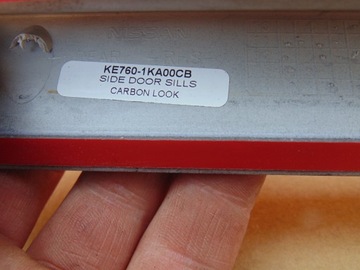 KE760-1KA00CB
SIDE DOOR SILLS
CARBON LOOK